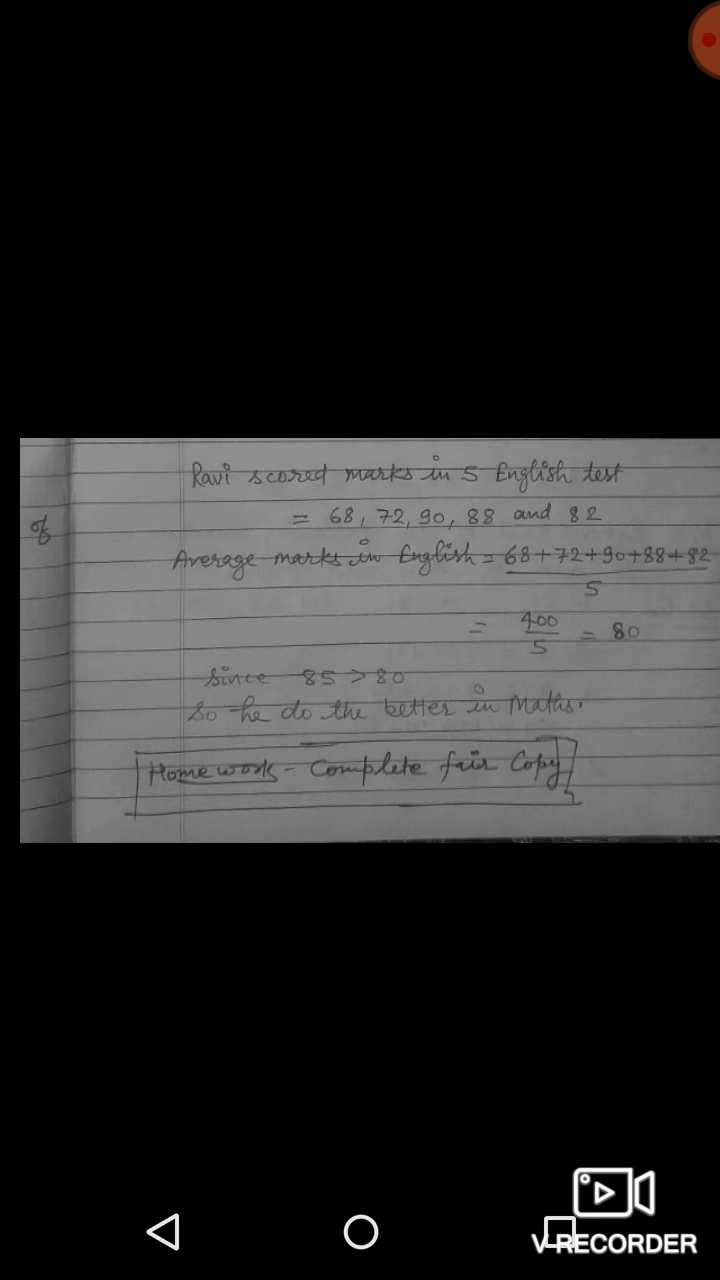 Ravi scored marks in 5 English test
= 68, 72, 90, 88 and 82
of
Average marks in English = 68+72+90+88+82
5
= 400
5
= 80
Since 85 > 80
So he do the better in Maths.
Homework - Complete fair Copy
V RECORDER